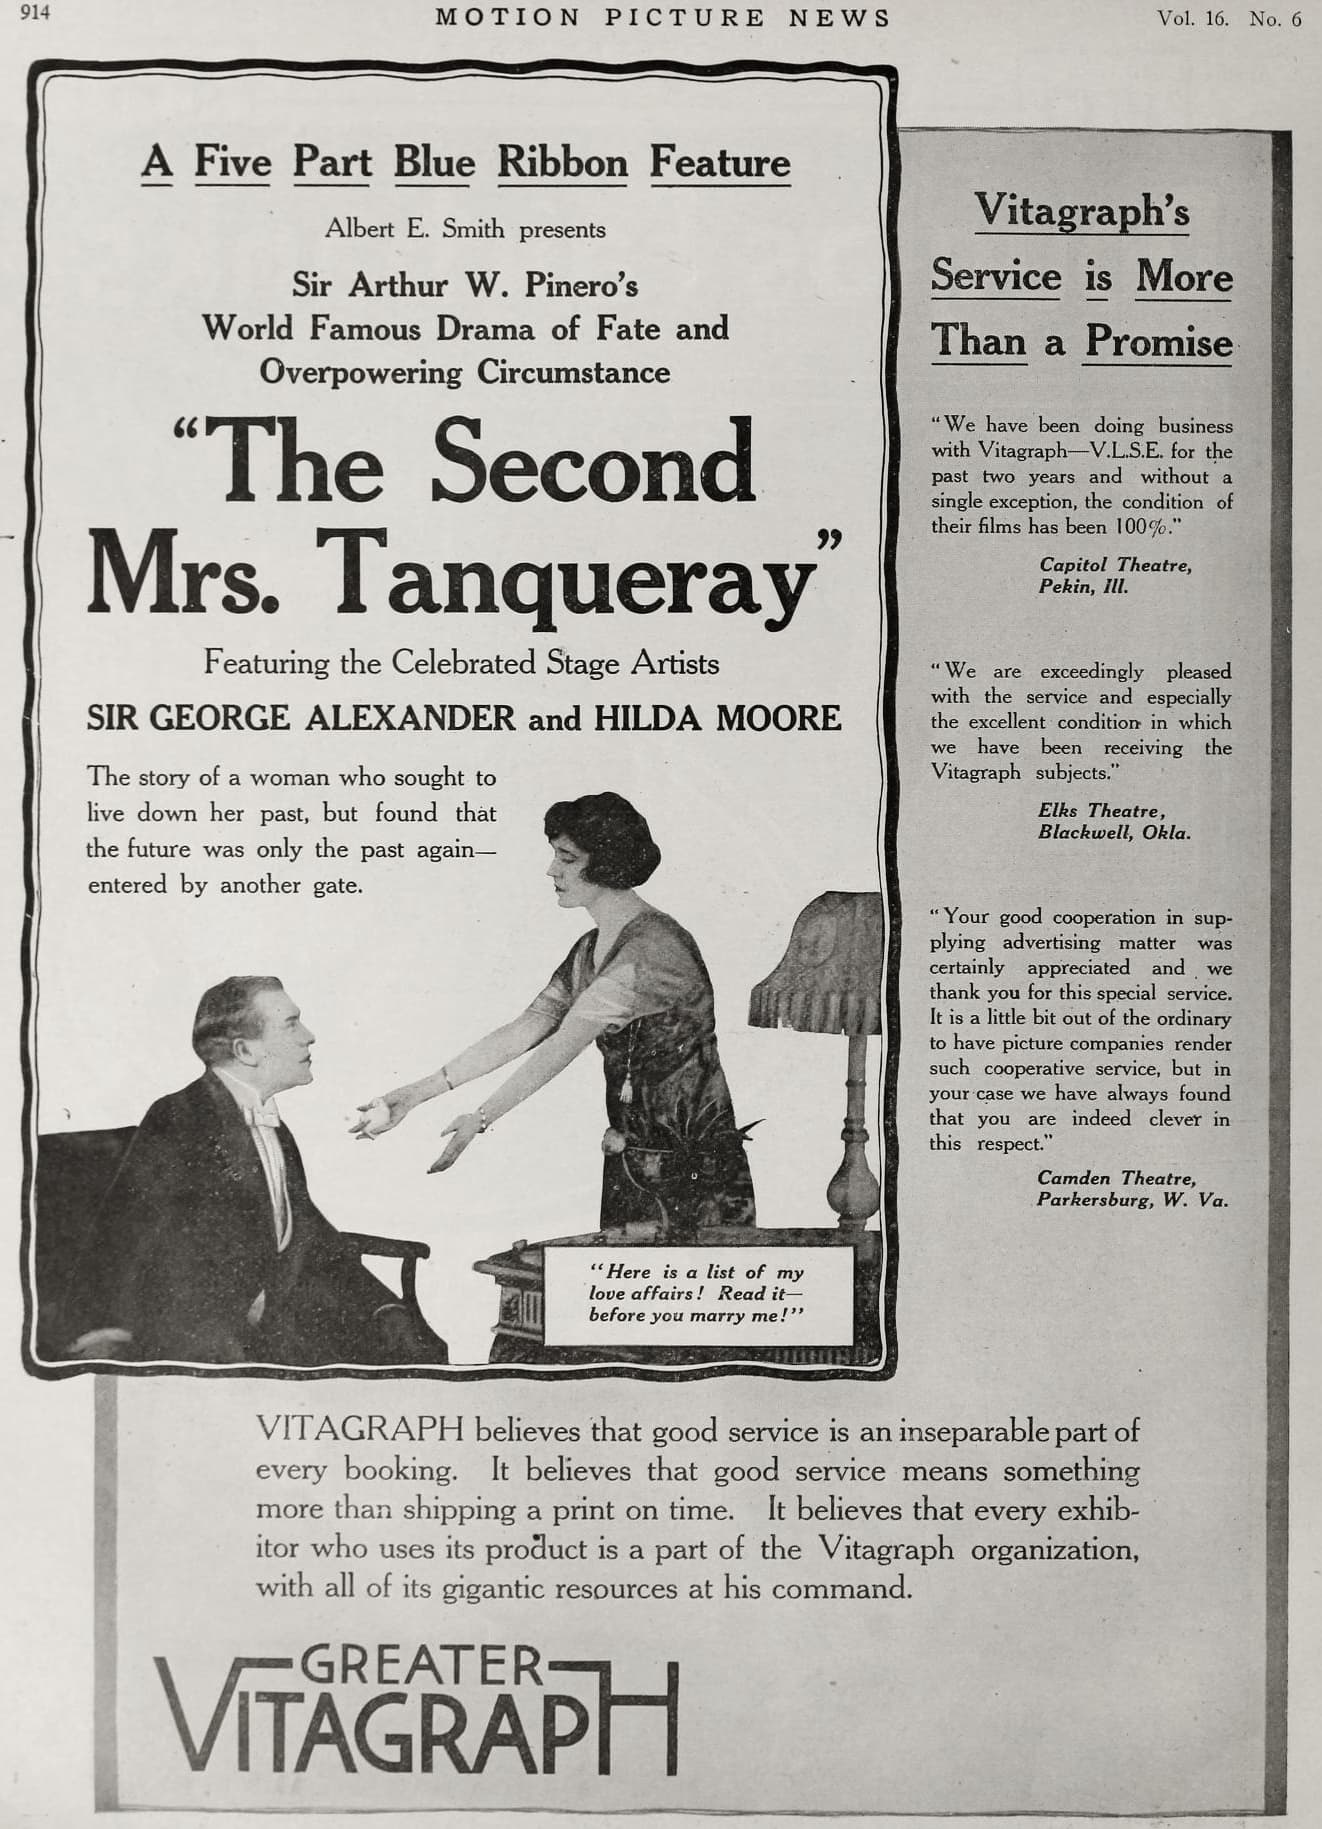 914
MOTION PICTURE NEWS
Vol. 16. No. 6
A Five Part Blue Ribbon Feature
Albert E. Smith presents
Sir Arthur W. Pinero's
World Famous Drama of Fate and
Overpowering Circumstance
"The Second
Mrs. Tanqueray"
Featuring the Celebrated Stage Artists
SIR GEORGE ALEXANDER and HILDA MOORE
The story of a woman who sought to
live down her past, but found that
the future was only the past again—
entered by another gate.
"Here is a list of my
love affairs! Read it—
before you marry me!"
Vitagraph's
Service is More
Than a Promise
"We have been doing business
with Vitagraph—V.L.S.E. for the
past two years and without a
single exception, the condition of
their films has been 100%."
Capitol Theatre,
Pekin, Ill.
"We are exceedingly pleased
with the service and especially
the excellent condition in which
we have been receiving the
Vitagraph subjects."
Elks Theatre,
Blackwell, Okla.
"Your good cooperation in sup-
plying advertising matter was
certainly appreciated and we
thank you for this special service.
It is a little bit out of the ordinary
to have picture companies render
such cooperative service, but in
your case we have always found
that you are indeed clever in
this respect."
Camden Theatre,
Parkersburg, W. Va.
VITAGRAPH believes that good service is an inseparable part of
every booking. It believes that good service means something
more than shipping a print on time. It believes that every exhib-
itor who uses its product is a part of the Vitagraph organization,
with all of its gigantic resources at his command.
GREATER
VITAGRAPH